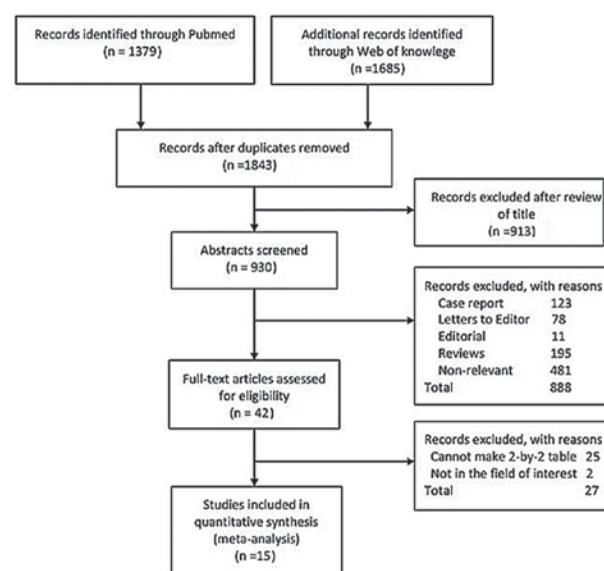 Records identified through Pubmed
(n = 1379)
Additional records identified
through Web of knowlege
(n =1685)
Records after duplicates removed
(n =1843)
Records excluded after review
of title
(n =913)
Abstracts screened
(n = 930)
Records excluded, with reasons
Case report 123
Letters to Editor 78
Editorial 11
Reviews 195
Non-relevant 481
Total 888
Full-text articles assessed
for eligibility
(n = 42)
Records excluded, with reasons
Cannot make 2-by-2 table 25
Not in the field of interest 2
Total 27
Studies included in
quantitative synthesis
(meta-analysis)
(n =15)